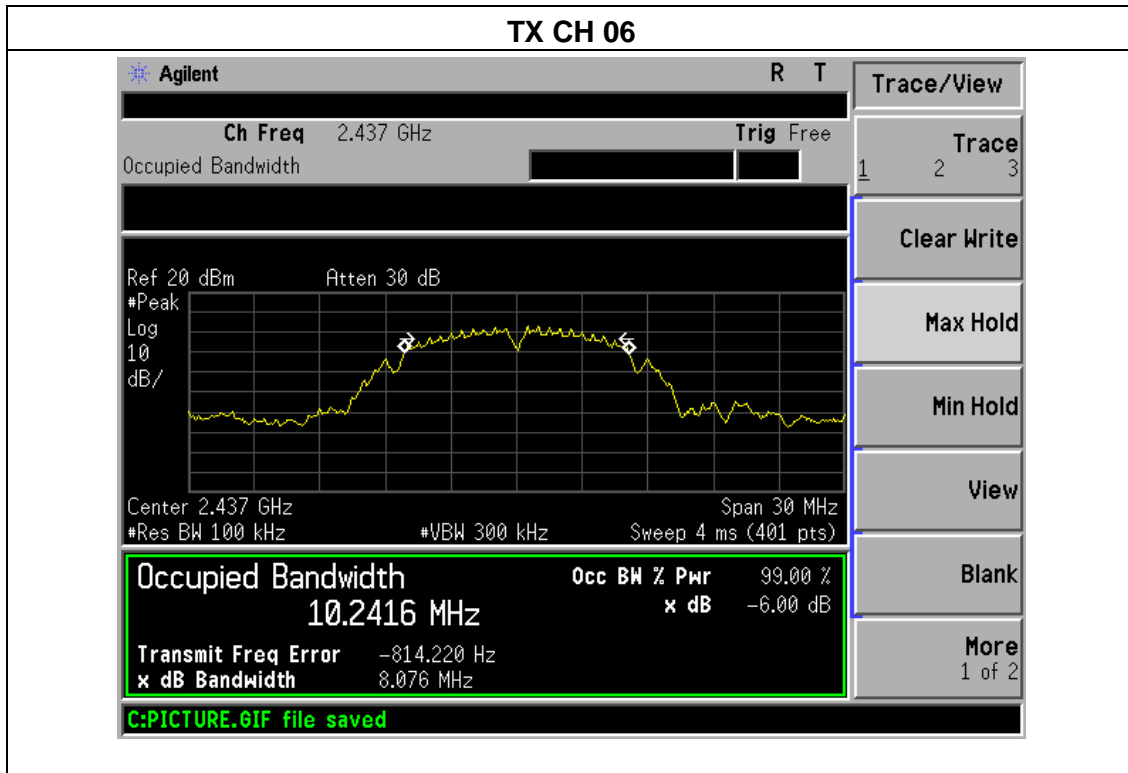 TX CH 06
Agilent R T
Trace/View
Ch Freq 2.437 GHz Trig Free
Occupied Bandwidth
Trace
1 2 3
Clear Write
Ref 20 dBm Atten 30 dB
#Peak
Log
10
dB/
Max Hold
Min Hold
View
Center 2.437 GHz Span 30 MHz
#Res BW 100 kHz #VBW 300 kHz Sweep 4 ms (401 pts)
Occupied Bandwidth Occ BW % Pwr 99.00 %
10.2416 MHz x dB -6.00 dB
Blank
Transmit Freq Error -814.220 Hz
x dB Bandwidth 8.076 MHz
More
1 of 2
C:PICTURE.GIF file saved